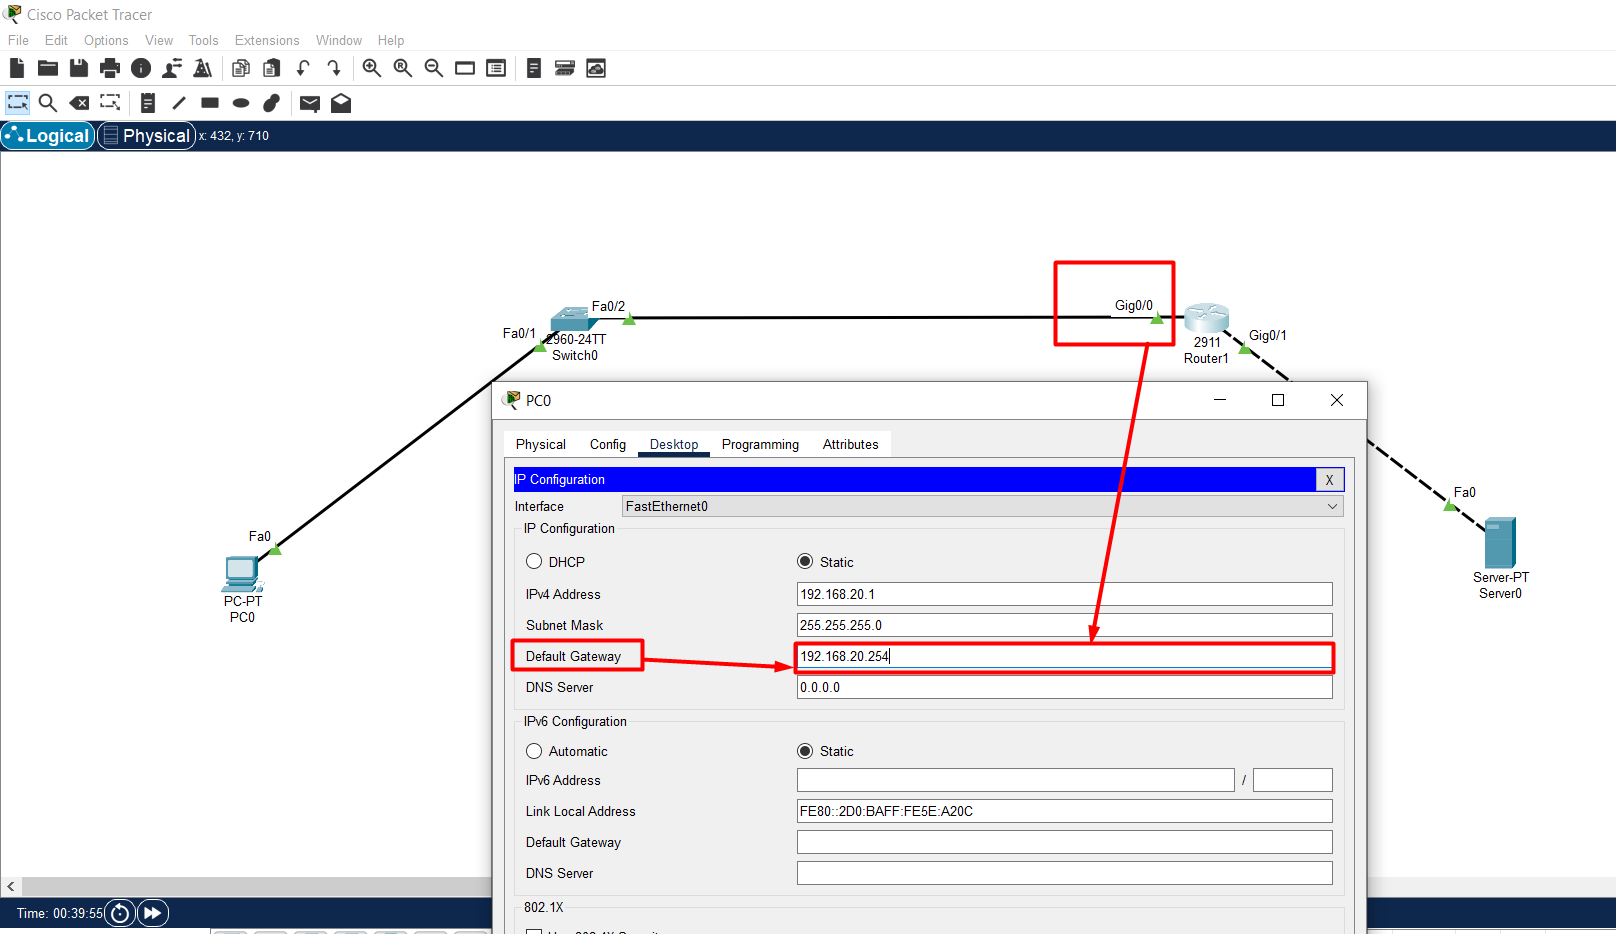 Cisco Packet Tracer
File Edit Options View Tools Extensions Window Help
Logical Physical x: 432, y: 710
Fa0/2
Gig0/0
Fa0/1
2960-24TT
Switch0
2911
Router1
Gig0/1
PC0
Physical Config Desktop Programming Attributes
IP Configuration X
Interface FastEthernet0
IP Configuration
DHCP Static
IPv4 Address 192.168.20.1
Subnet Mask 255.255.255.0
Default Gateway 192.168.20.254
DNS Server 0.0.0.0
IPv6 Configuration
Automatic Static
IPv6 Address /
Link Local Address FE80::2D0:BAFF:FE5E:A20C
Default Gateway
DNS Server
802.1X
Fa0
PC-PT
PC0
Fa0
Server-PT
Server0
Time: 00:39:55